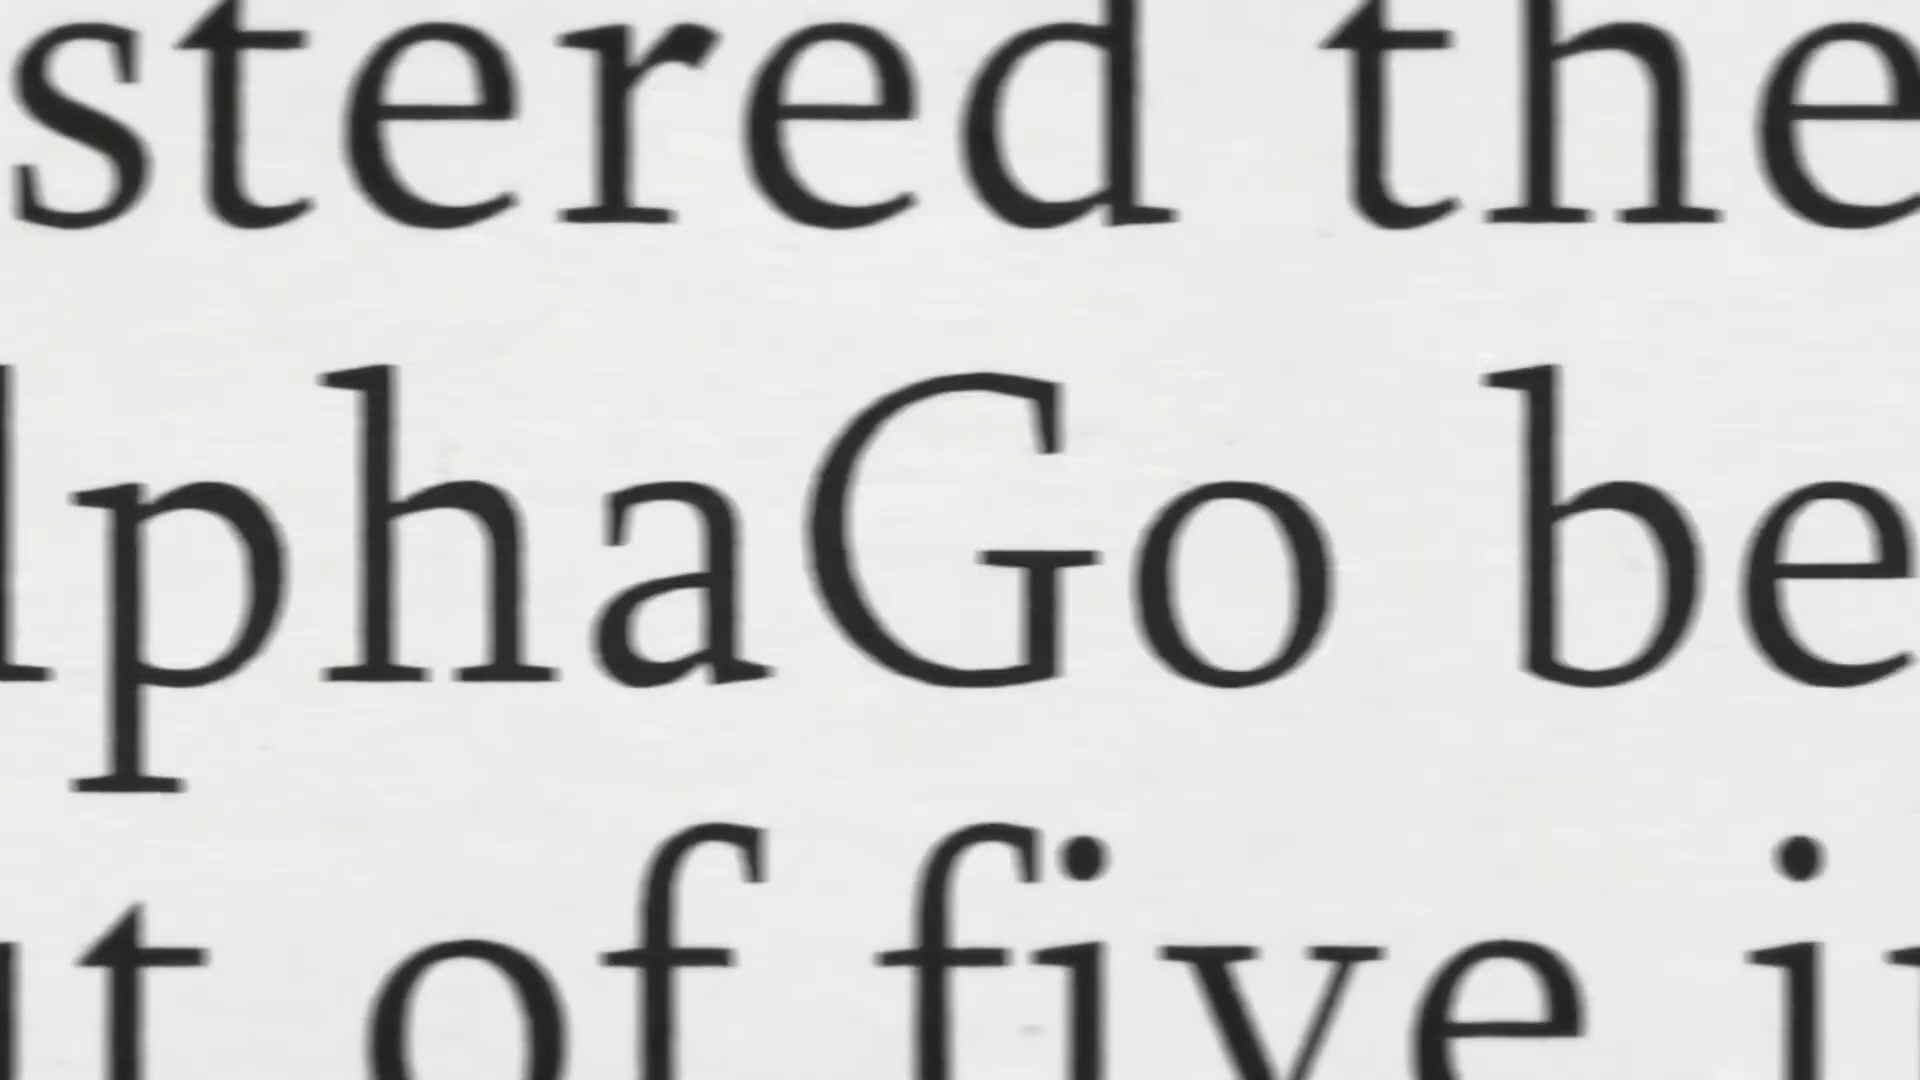 stered the
lphaGo be
t of five i